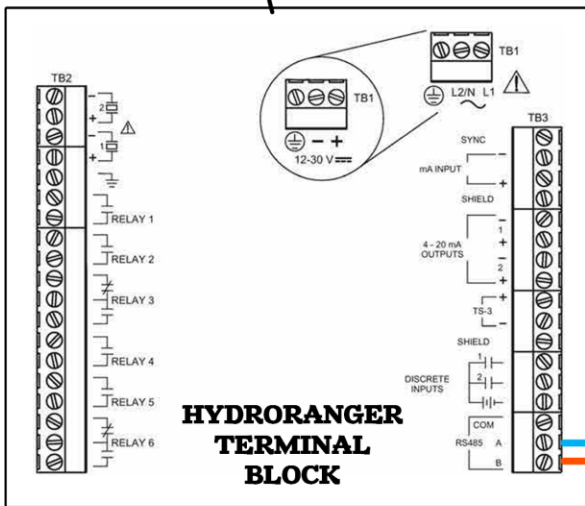 TB2
-
2
+
-
1
+
RELAY 1
RELAY 2
RELAY 3
RELAY 4
RELAY 5
RELAY 6
TB1
- +
12-30 V
TB1
L2/N L1
TB3
SYNC
-
mA INPUT
+
SHIELD
-
1
+
4 - 20 mA
OUTPUTS
-
2
+
+
TS-3
-
SHIELD
1
2
DISCRETE
INPUTS
COM
RS485 A
B
HYDRORANGER
TERMINAL
BLOCK